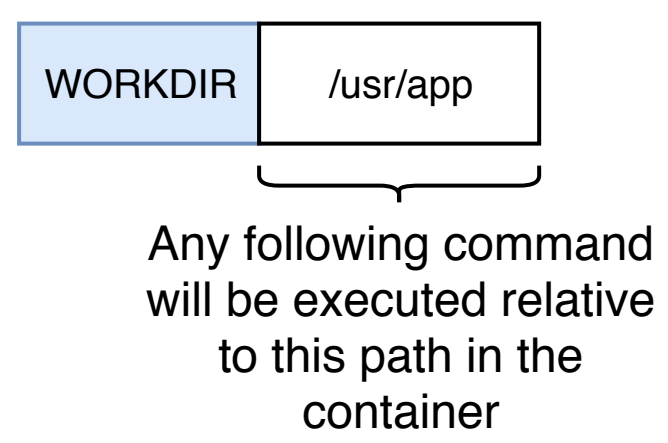 WORKDIR /usr/app
Any following command
will be executed relative
to this path in the
container